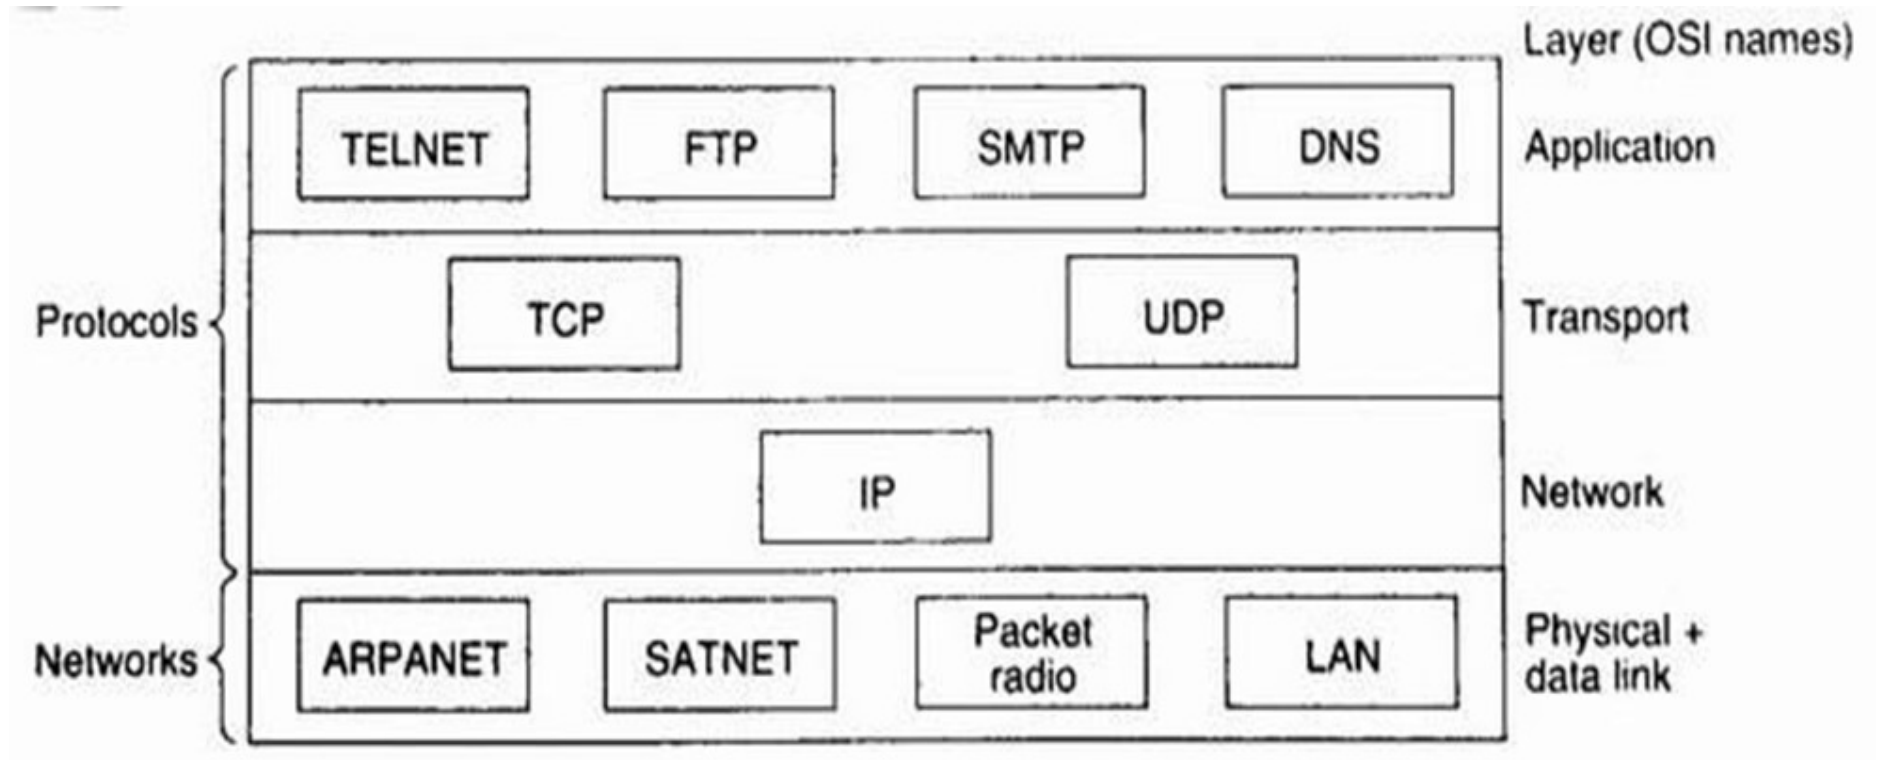 Layer (OSI names)
TELNET FTP SMTP DNS Application
Protocols TCP UDP Transport
IP Network
Networks ARPANET SATNET Packet radio LAN Physical +
data link